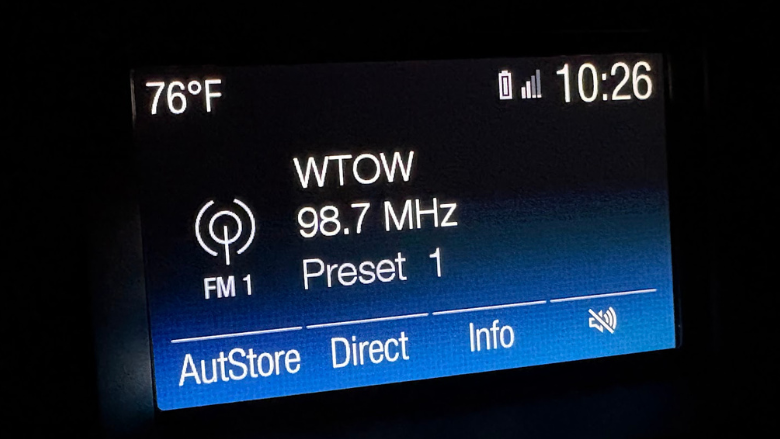 76°F 10:26
WTOW
98.7 MHz
FM 1 Preset 1
AutStore Direct Info